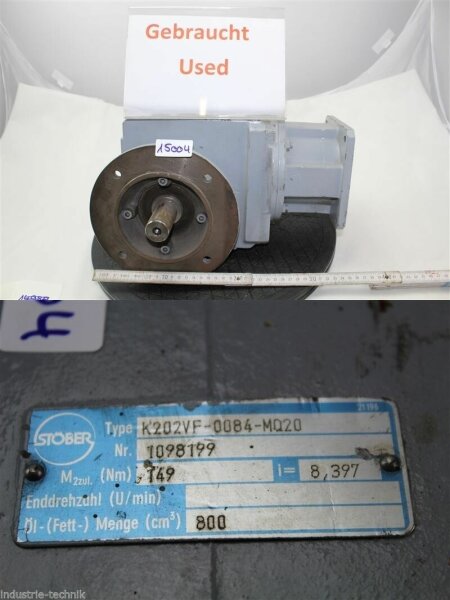 Gebraucht
Used
15004
STÖBER
21196
Type K202VF-0084-MQ20
Nr. 1098199
M2zul. (Nm) 149 i= 8,397
Enddrehzahl (U/min)
Öl-(Fett-) Menge (cm³) 800
industrie-technik